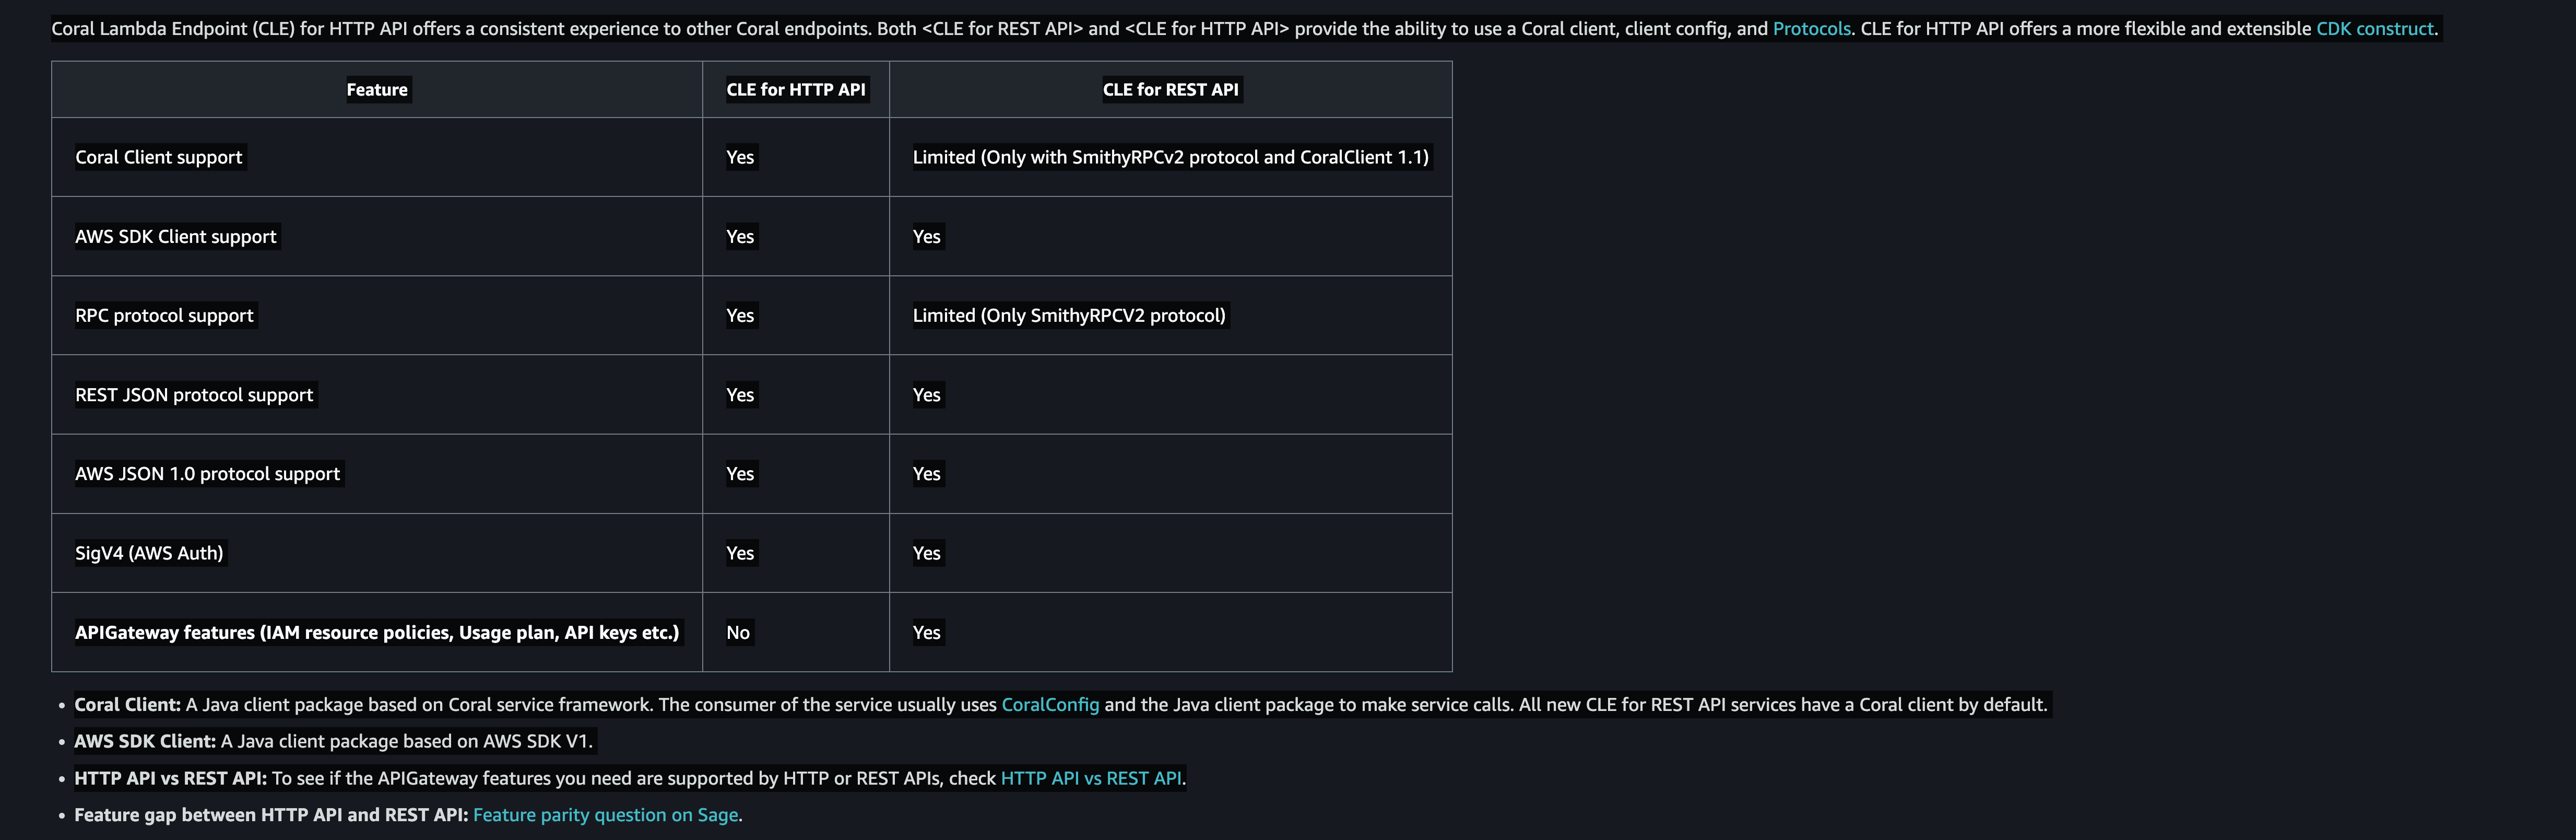 Coral Lambda Endpoint (CLE) for HTTP API offers a consistent experience to other Coral endpoints. Both <CLE for REST API> and <CLE for HTTP API> provide the ability to use a Coral client, client config, and Protocols. CLE for HTTP API offers a more flexible and extensible CDK construct.
Feature CLE for HTTP API CLE for REST API
Coral Client support Yes Limited (Only with SmithyRPCv2 protocol and CoralClient 1.1)
AWS SDK Client support Yes Yes
RPC protocol support Yes Limited (Only SmithyRPCV2 protocol)
REST JSON protocol support Yes Yes
AWS JSON 1.0 protocol support Yes Yes
SigV4 (AWS Auth) Yes Yes
APIGateway features (IAM resource policies, Usage plan, API keys etc.) No Yes
• Coral Client: A Java client package based on Coral service framework. The consumer of the service usually uses CoralConfig and the Java client package to make service calls. All new CLE for REST API services have a Coral client by default.
• AWS SDK Client: A Java client package based on AWS SDK V1.
• HTTP API vs REST API: To see if the APIGateway features you need are supported by HTTP or REST APIs, check HTTP API vs REST API.
• Feature gap between HTTP API and REST API: Feature parity question on Sage.